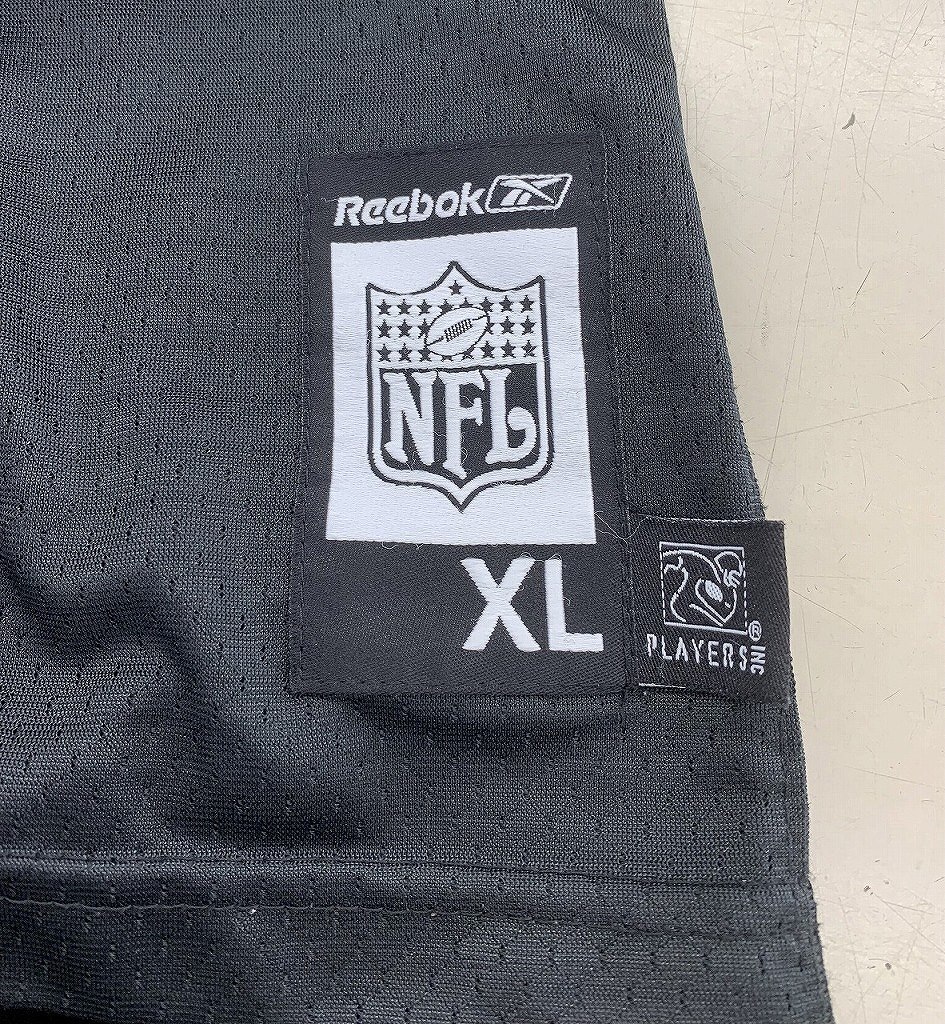 Reebok
NFL
XL
PLAYERS INC ®